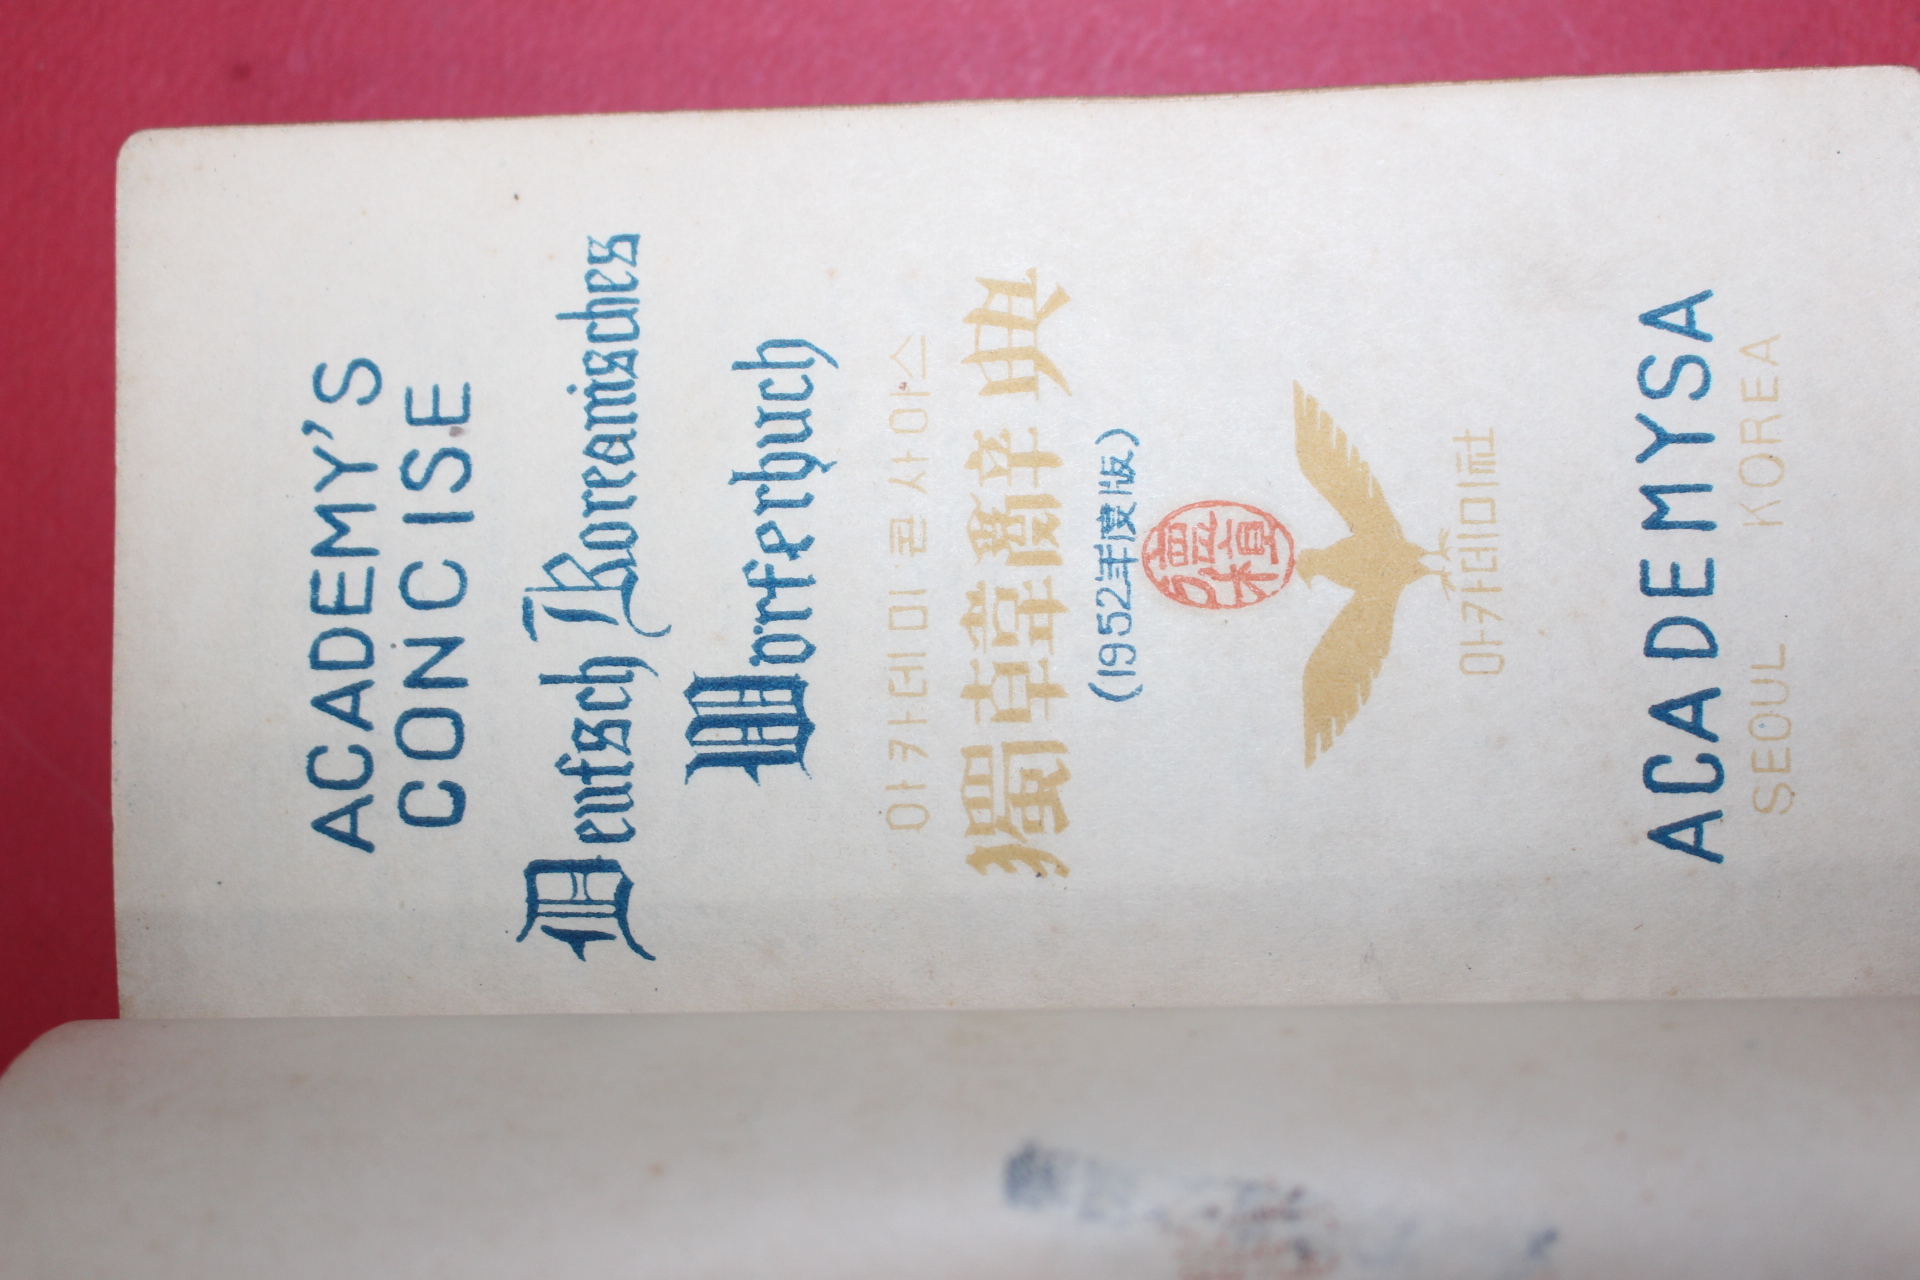 ACADEMY'S
CONCISE
Deutsch Koreanisches
Wörterbuch
아카데미 콘사이스
獨韓辭典
(1952年度版)
아카데미社
ACADEMYSA
SEOUL KOREA